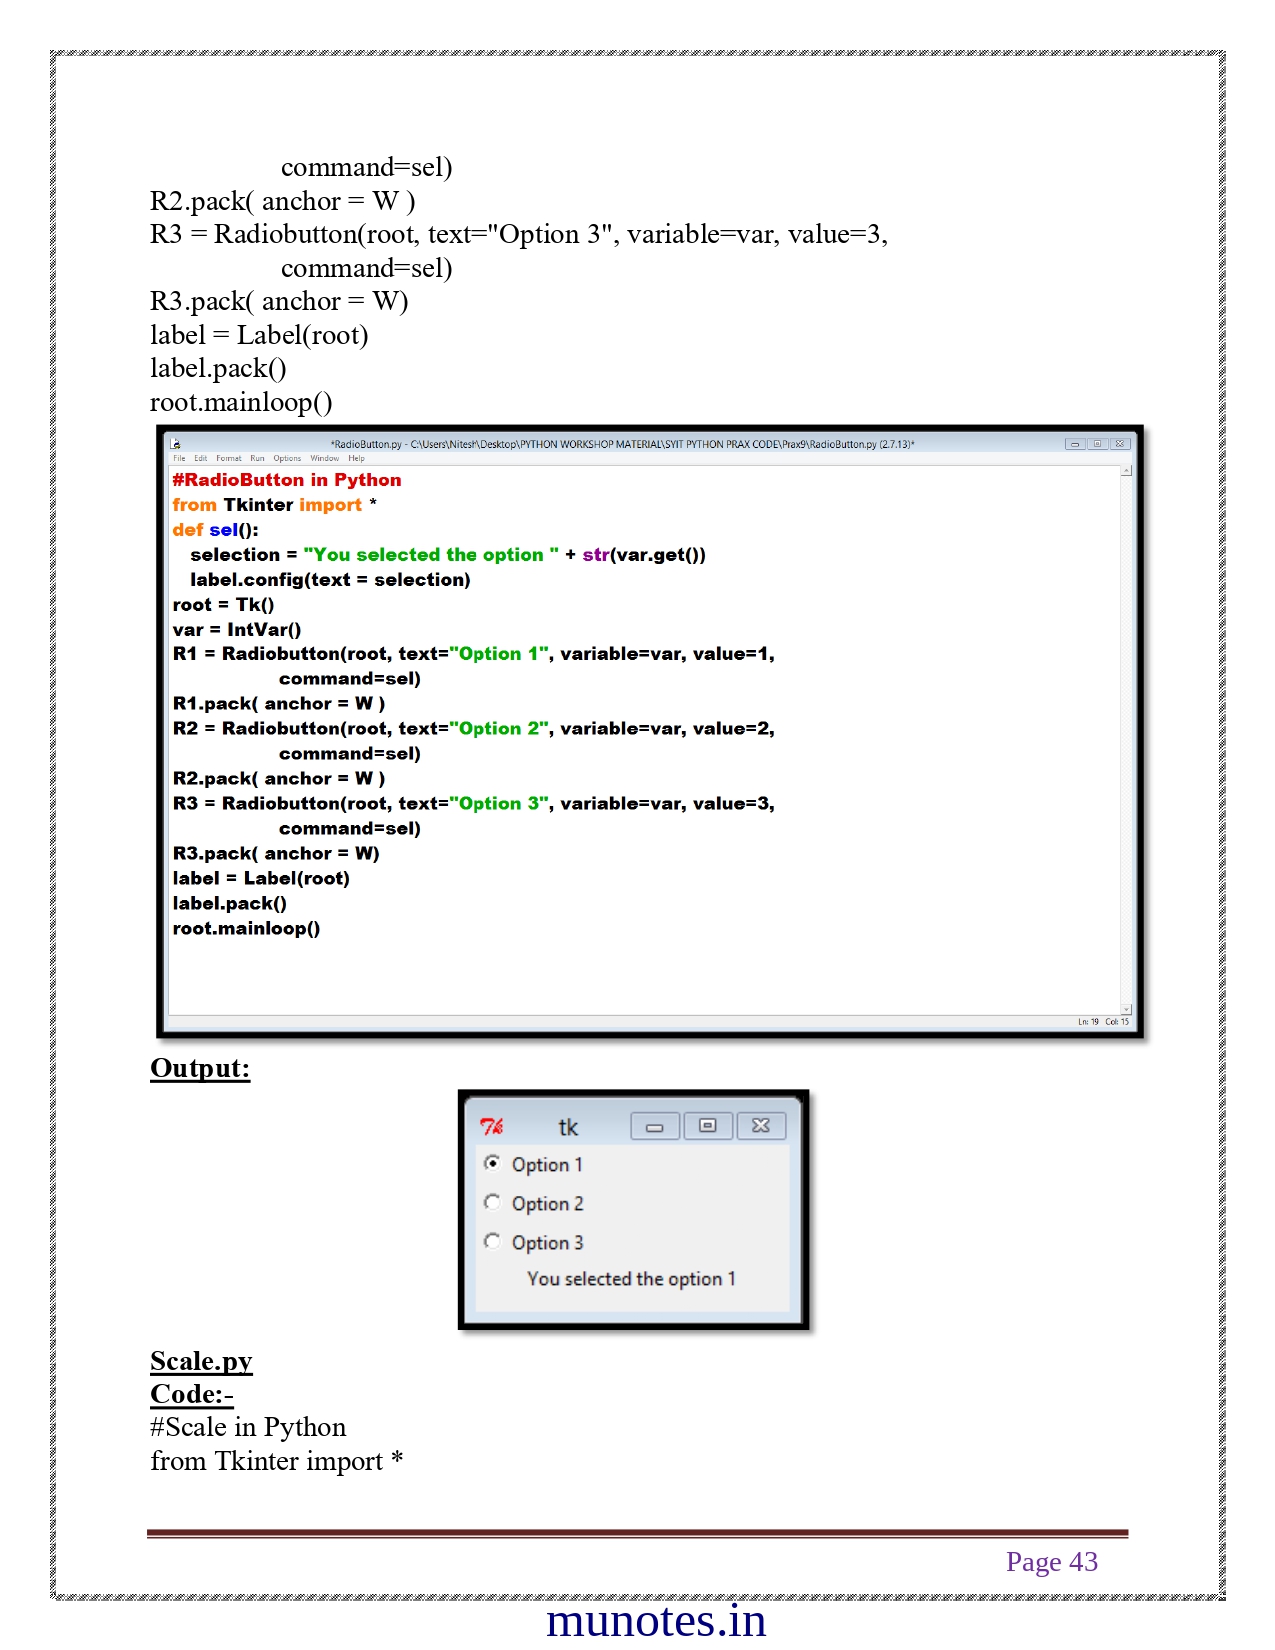 command=sel)
R2.pack( anchor = W )
R3 = Radiobutton(root, text="Option 3", variable=var, value=3,
command=sel)
R3.pack( anchor = W)
label = Label(root)
label.pack()
root.mainloop()
*RadioButton.py - C:\Users\Nitesh\Desktop\PYTHON WORKSHOP MATERIAL\SYIT PYTHON PRAX CODE\Prax9\RadioButton.py (2.7.13)*
File Edit Format Run Options Window Help
#RadioButton in Python
from Tkinter import *
def sel():
selection = "You selected the option " + str(var.get())
label.config(text = selection)
root = Tk()
var = IntVar()
R1 = Radiobutton(root, text="Option 1", variable=var, value=1,
command=sel)
R1.pack( anchor = W )
R2 = Radiobutton(root, text="Option 2", variable=var, value=2,
command=sel)
R2.pack( anchor = W )
R3 = Radiobutton(root, text="Option 3", variable=var, value=3,
command=sel)
R3.pack( anchor = W)
label = Label(root)
label.pack()
root.mainloop()
Ln: 19 Col: 15
Output:
tk
Option 1
Option 2
Option 3
You selected the option 1
Scale.py
Code:-
#Scale in Python
from Tkinter import *
Page 43
munotes.in